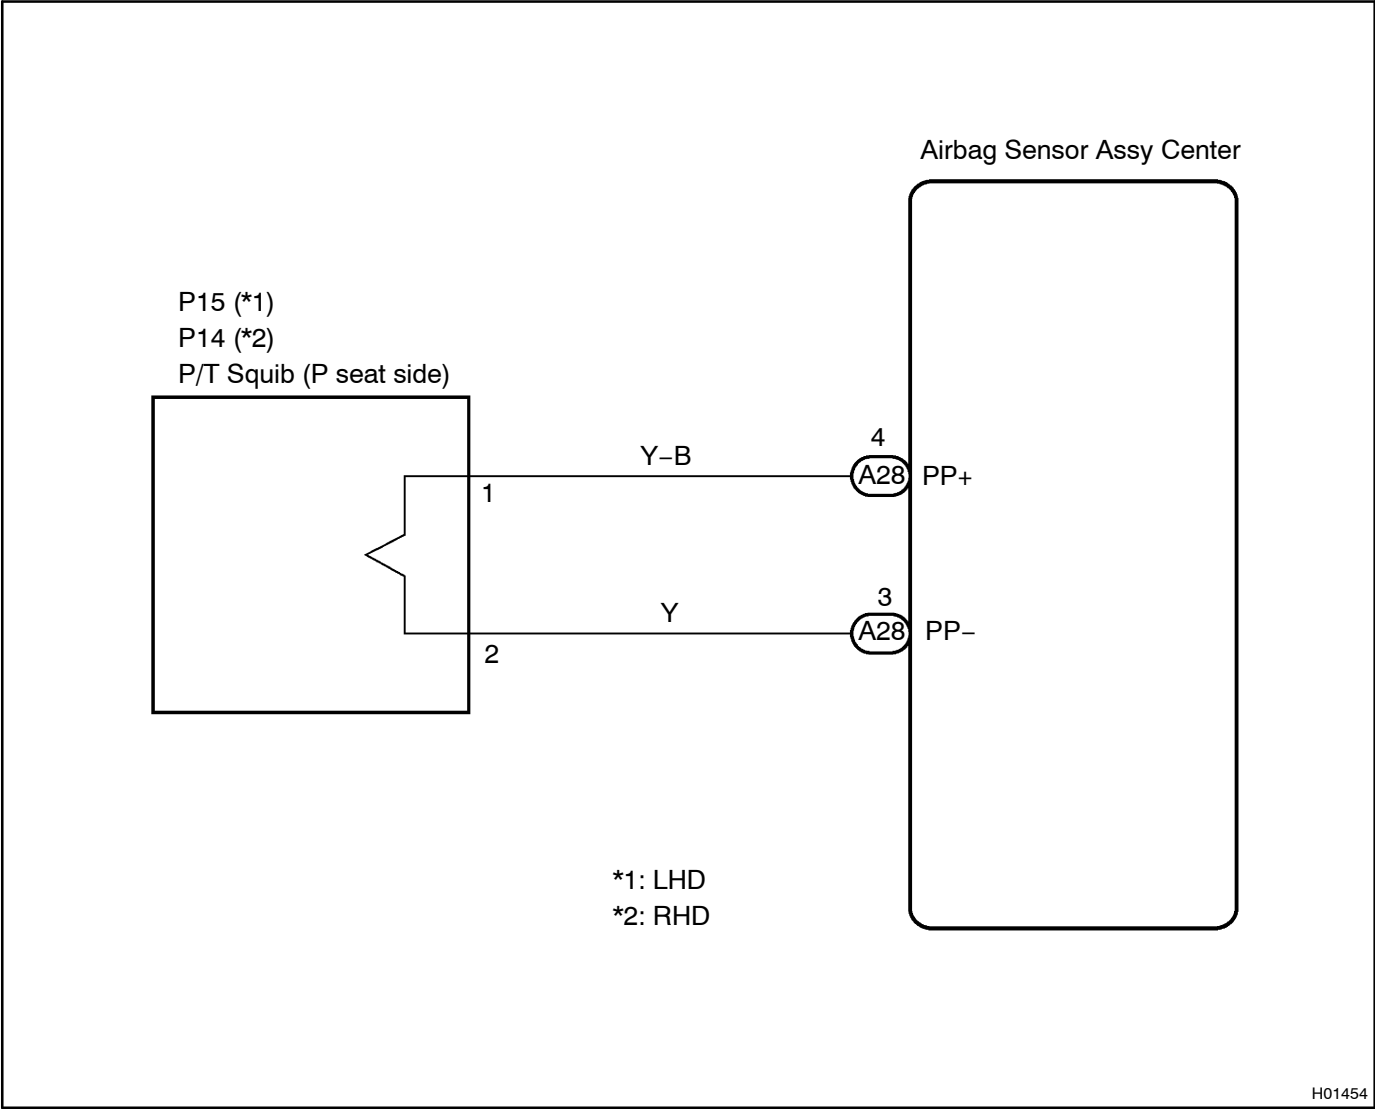 Airbag Sensor Assy Center
P15 (*1)
P14 (*2)
P/T Squib (P seat side)
Y−B
4
A28
PP+
1
Y
3
A28
PP−
2
*1: LHD
*2: RHD
H01454